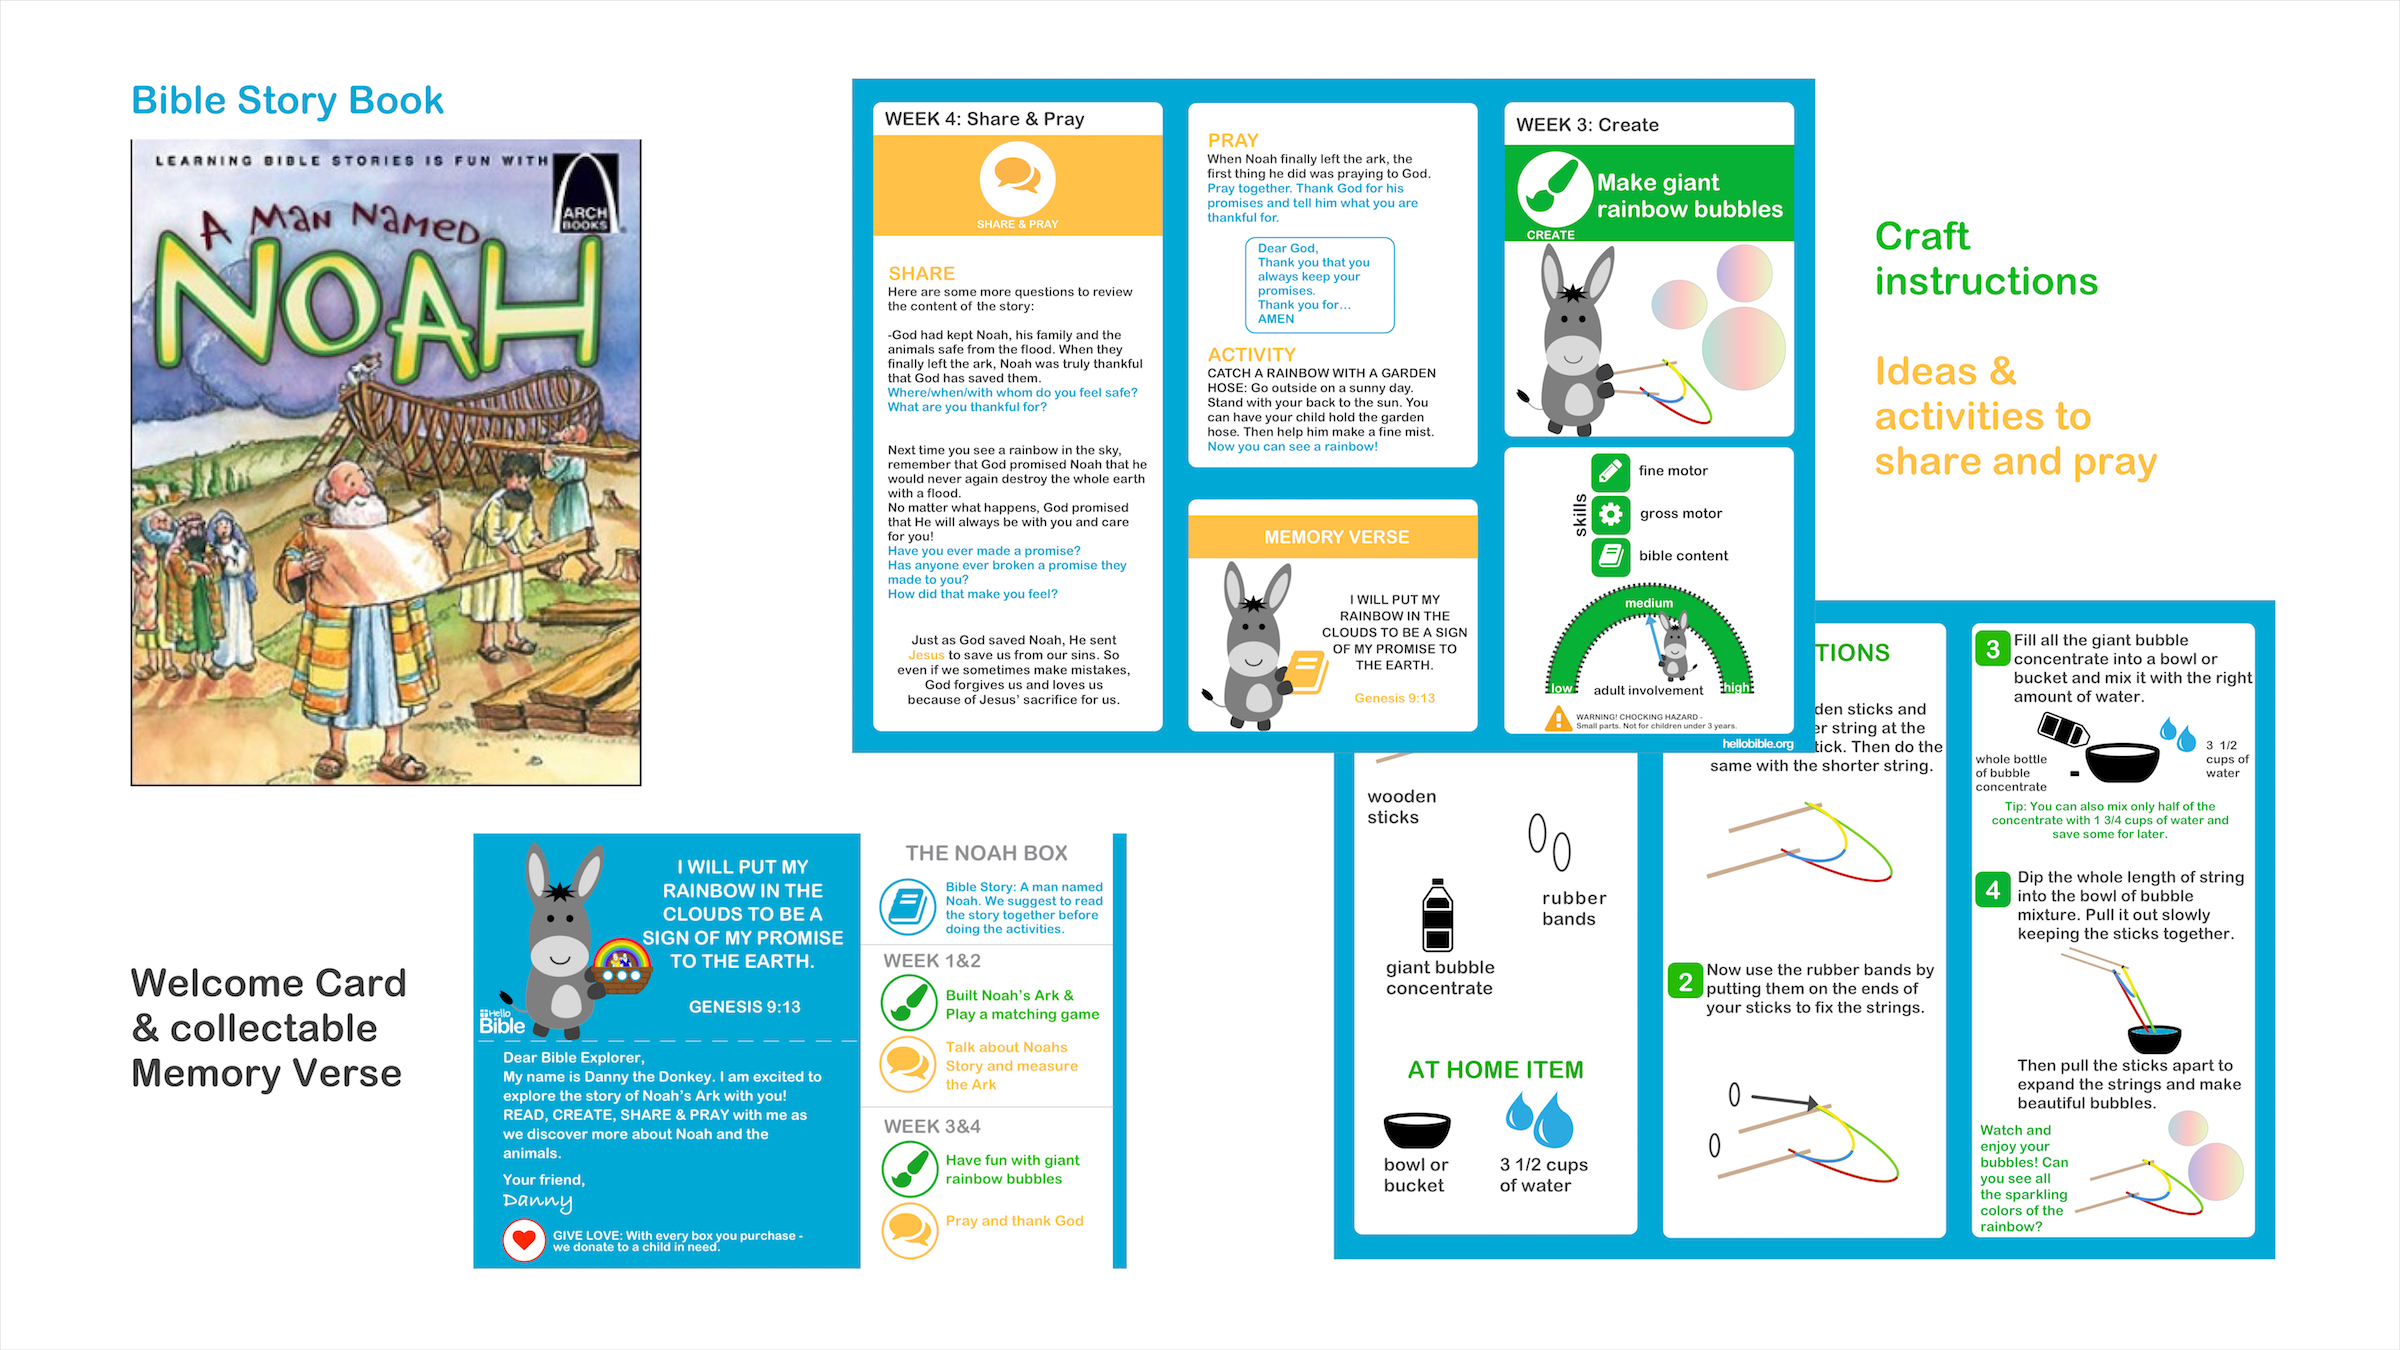 Bible Story Book
LEARNING BIBLE STORIES IS FUN WITH
ARCH
BOOKS
A MaN NaMED
NOAH
WEEK 4: Share & Pray
SHARE & PRAY
SHARE
Here are some more questions to review
the content of the story:
-God had kept Noah, his family and the
animals safe from the flood. When they
finally left the ark, Noah was truly thankful
that God has saved them.
Where/when/with whom do you feel safe?
What are you thankful for?
Next time you see a rainbow in the sky,
remember that God promised Noah that he
would never again destroy the whole earth
with a flood.
No matter what happens, God promised
that He will always be with you and care
for you!
Have you ever made a promise?
Has anyone ever broken a promise they
made to you?
How did that make you feel?
Just as God saved Noah, He sent
Jesus to save us from our sins. So
even if we sometimes make mistakes,
God forgives us and loves us
because of Jesus' sacrifice for us.
PRAY
When Noah finally left the ark, the
first thing he did was praying to God.
Pray together. Thank God for his
promises and tell him what you are
thankful for.
Dear God,
Thank you that you
always keep your
promises.
Thank you for...
AMEN
ACTIVITY
CATCH A RAINBOW WITH A GARDEN
HOSE: Go outside on a sunny day.
Stand with your back to the sun. You
can have your child hold the garden
hose. Then help him make a fine mist.
Now you can see a rainbow!
MEMORY VERSE
I WILL PUT MY
RAINBOW IN THE
CLOUDS TO BE A SIGN
OF MY PROMISE TO
THE EARTH.
Genesis 9:13
WEEK 3: Create
CREATE
Make giant
rainbow bubbles
skills
fine motor
gross motor
bible content
low
medium
high
adult involvement
WARNING! CHOCKING HAZARD -
Small parts. Not for children under 3 years.
hellobible.org
Craft
instructions
Ideas &
activities to
share and pray
wooden
sticks
rubber
bands
giant bubble
concentrate
AT HOME ITEM
bowl or
bucket
3 1/2 cups
of water
TIONS
den sticks and
er string at the
tick. Then do the
same with the shorter string.
2
Now use the rubber bands by
putting them on the ends of
your sticks to fix the strings.
3
Fill all the giant bubble
concentrate into a bowl or
bucket and mix it with the right
amount of water.
whole bottle
of bubble
concentrate
3 1/2
cups of
water
Tip: You can also mix only half of the
concentrate with 1 3/4 cups of water and
save some for later.
4
Dip the whole length of string
into the bowl of bubble
mixture. Pull it out slowly
keeping the sticks together.
Then pull the sticks apart to
expand the strings and make
beautiful bubbles.
Watch and
enjoy your
bubbles! Can
you see all
the sparkling
colors of the
rainbow?
Welcome Card
& collectable
Memory Verse
I WILL PUT MY
RAINBOW IN THE
CLOUDS TO BE A
SIGN OF MY PROMISE
TO THE EARTH.
GENESIS 9:13
Hello
Bible
Dear Bible Explorer,
My name is Danny the Donkey. I am excited to
explore the story of Noah's Ark with you!
READ, CREATE, SHARE & PRAY with me as
we discover more about Noah and the
animals.
Your friend,
Danny
GIVE LOVE: With every box you purchase -
we donate to a child in need.
THE NOAH BOX
Bible Story: A man named
Noah. We suggest to read
the story together before
doing the activities.
WEEK 1&2
Built Noah's Ark &
Play a matching game
Talk about Noahs
Story and measure
the Ark
WEEK 3&4
Have fun with giant
rainbow bubbles
Pray and thank God